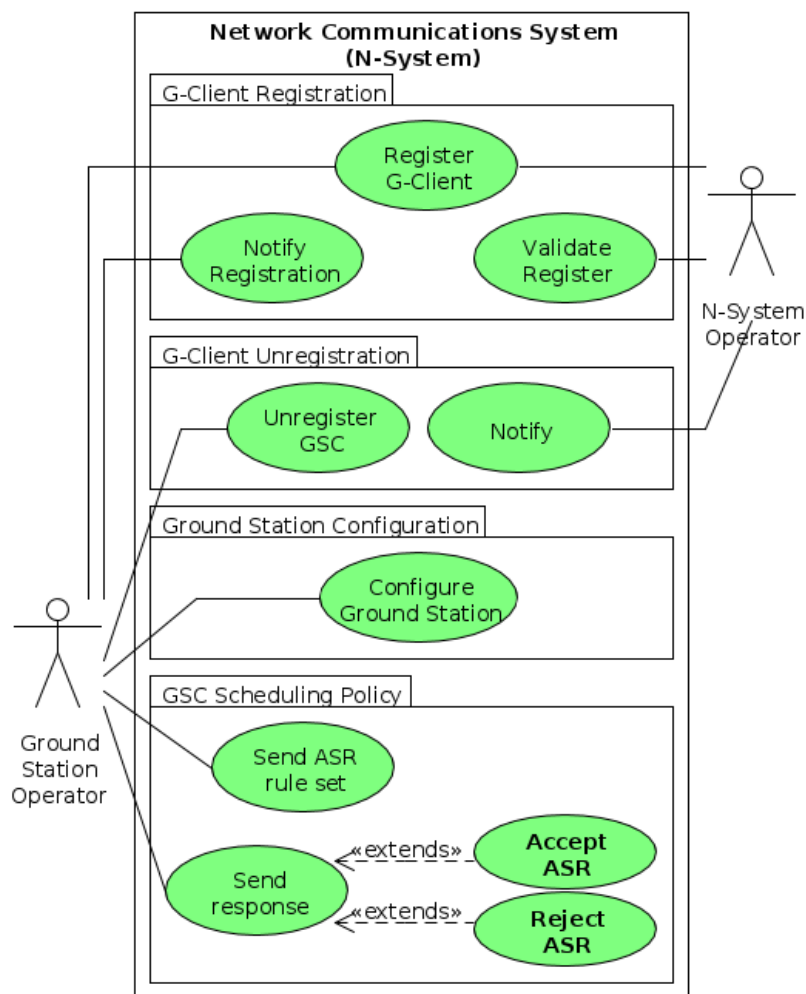 Network Communications System
(N-System)
G-Client Registration
Register
G-Client
Notify
Registration
Validate
Register
N-System
Operator
G-Client Unregistration
Unregister
GSC
Notify
Ground Station Configuration
Configure
Ground Station
Ground
Station
Operator
GSC Scheduling Policy
Send ASR
rule set
Send
response
«extends»
Accept
ASR
«extends»
Reject
ASR